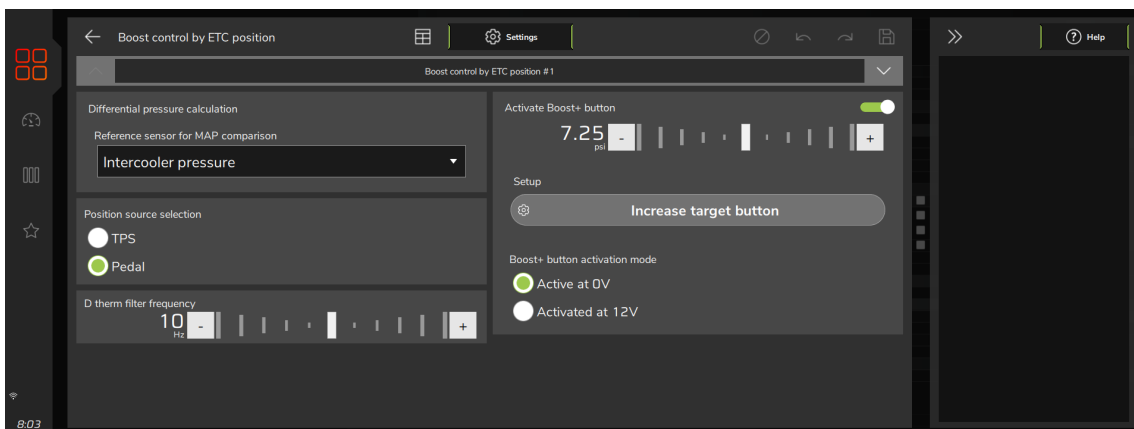 Boost control by ETC position
Settings
Help
Boost control by ETC position #1
Differential pressure calculation
Reference sensor for MAP comparison
Intercooler pressure
Position source selection
TPS
Pedal
D therm filter frequency
10
Hz
-
+
Activate Boost+ button
7.25
psi
-
+
Setup
Increase target button
Boost+ button activation mode
Active at 0V
Activated at 12V
8:03